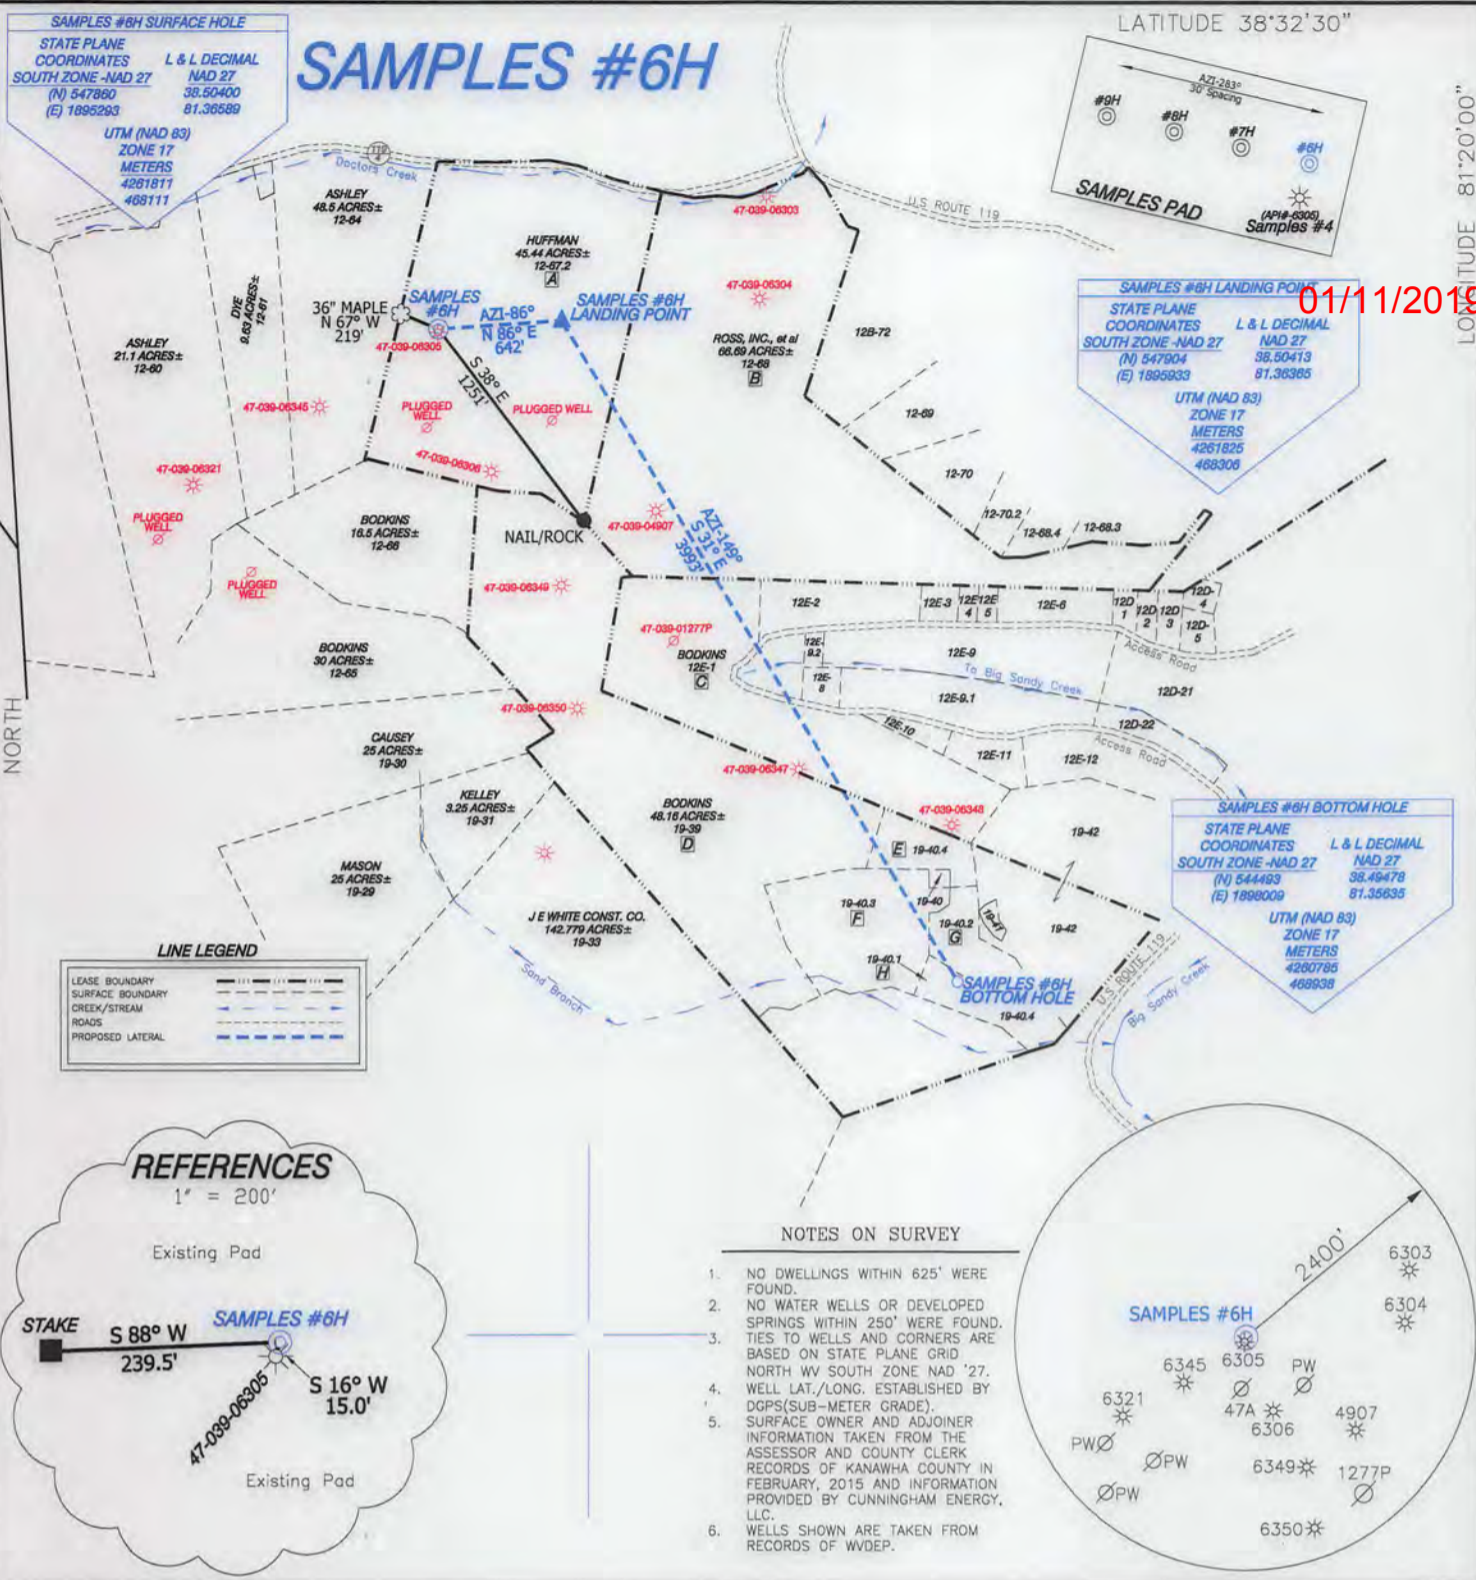 SAMPLES #6H SURFACE HOLE
STATE PLANE
COORDINATES L & L DECIMAL
SOUTH ZONE -NAD 27 NAD 27
(N) 547860 38.50400
(E) 1895293 81.36589
UTM (NAD 83)
ZONE 17
METERS
4261811
468111
SAMPLES #6H
LATITUDE 38°32'30"
LONGITUDE 81°20'00"
AZI-283°
30' Spacing
#9H
#8H
#7H
#6H
SAMPLES PAD
(API#-6305)
Samples #4
01/11/2019
SAMPLES #6H LANDING POINT
STATE PLANE
COORDINATES L & L DECIMAL
SOUTH ZONE -NAD 27 NAD 27
(N) 547904 38.50413
(E) 1895933 81.36365
UTM (NAD 83)
ZONE 17
METERS
4261825
468306
Doctors Creek
U.S. ROUTE 119
ASHLEY
48.5 ACRES±
12-64
HUFFMAN
45.44 ACRES±
12-67.2
A
47-039-06303
47-039-06304
DYE
9.63 ACRES±
12-61
ASHLEY
21.1 ACRES±
12-60
36" MAPLE
N 67° W
219'
SAMPLES
#6H
AZI-86°
N 86° E
642'
SAMPLES #6H
LANDING POINT
47-039-06305
S 38° E
1251'
ROSS, INC., et al
66.69 ACRES±
12-68
B
12B-72
12-69
12-70
12-70.2
12-68.4
12-68.3
47-039-06345
PLUGGED
WELL
PLUGGED WELL
47-039-06306
47-039-06321
PLUGGED
WELL
PLUGGED
WELL
BODKINS
16.5 ACRES±
12-66
NAIL/ROCK
47-039-04907
AZI-149°
S 31° E
3993'
47-039-06349
47-039-01277P
BODKINS
12E-1
C
12E-2
12E-3
12E
4
12E
5
12E-6
12D
1
12D
2
12D
3
12D-
4
12D-
5
12E-
9.2
12E-
8
12E-9
Access Road
To Big Sandy Creek
12E-9.1
12D-21
12D-22
Access Road
12E-10
12E-11
12E-12
BODKINS
30 ACRES±
12-65
47-039-06350
NORTH
CAUSEY
25 ACRES±
19-30
KELLEY
3.25 ACRES±
19-31
MASON
25 ACRES±
19-29
47-039-06347
47-039-06348
BODKINS
48.16 ACRES±
19-39
D
E 19-40.4
19-42
19-40
19-40.3
F
19-40.2
G
19-41
19-42
19-40.1
H
SAMPLES #6H
BOTTOM HOLE
19-40.4
J E WHITE CONST. CO.
142.779 ACRES±
19-33
Sand Branch
U.S. ROUTE 119
Big Sandy Creek
SAMPLES #6H BOTTOM HOLE
STATE PLANE
COORDINATES L & L DECIMAL
SOUTH ZONE -NAD 27 NAD 27
(N) 544493 38.49478
(E) 1898009 81.35635
UTM (NAD 83)
ZONE 17
METERS
4260785
468938
LINE LEGEND
LEASE BOUNDARY
SURFACE BOUNDARY
CREEK/STREAM
ROADS
PROPOSED LATERAL
REFERENCES
1" = 200'
Existing Pad
STAKE
S 88° W
239.5'
SAMPLES #6H
S 16° W
15.0'
47-039-06305
Existing Pad
NOTES ON SURVEY
1. NO DWELLINGS WITHIN 625' WERE
FOUND.
2. NO WATER WELLS OR DEVELOPED
SPRINGS WITHIN 250' WERE FOUND.
3. TIES TO WELLS AND CORNERS ARE
BASED ON STATE PLANE GRID
NORTH WV SOUTH ZONE NAD '27.
4. WELL LAT./LONG. ESTABLISHED BY
DGPS(SUB-METER GRADE).
5. SURFACE OWNER AND ADJOINER
INFORMATION TAKEN FROM THE
ASSESSOR AND COUNTY CLERK
RECORDS OF KANAWHA COUNTY IN
FEBRUARY, 2015 AND INFORMATION
PROVIDED BY CUNNINGHAM ENERGY,
LLC.
6. WELLS SHOWN ARE TAKEN FROM
RECORDS OF WVDEP.
2400'
6303
6304
SAMPLES #6H
6345
6305
PW
6321
47A
6306
4907
PW
PW
6349
1277P
PW
6350